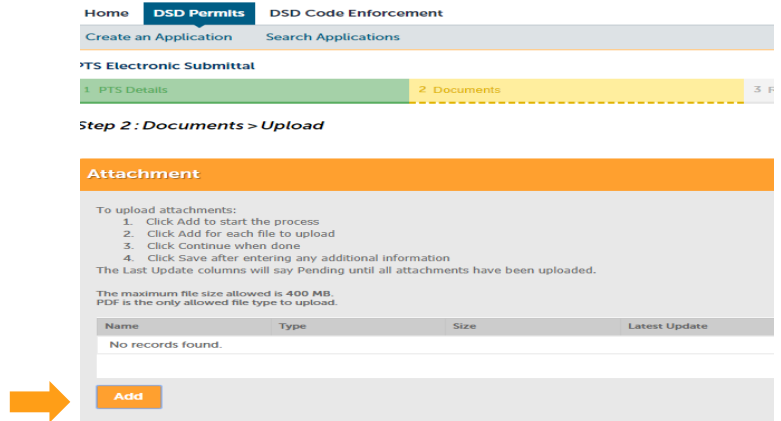 Home DSD Permits DSD Code Enforcement
Create an Application Search Applications
PTS Electronic Submittal
1 PTS Details 2 Documents 3
Step 2 : Documents > Upload
Attachment
To upload attachments:
1. Click Add to start the process
2. Click Add for each file to upload
3. Click Continue when done
4. Click Save after entering any additional information
The Last Update columns will say Pending until all attachments have been uploaded.
The maximum file size allowed is 400 MB.
PDF is the only allowed file type to upload.
Name Type Size Latest Update
No records found.
Add